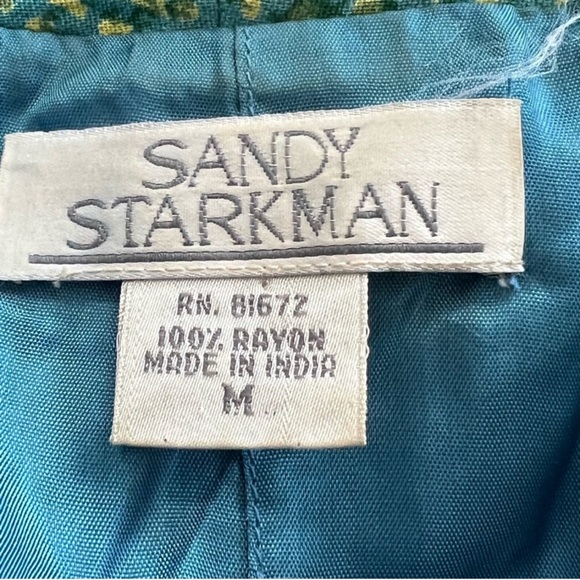 SANDY
STARKMAN
RN. 81672
100% RAYON
MADE IN INDIA
M